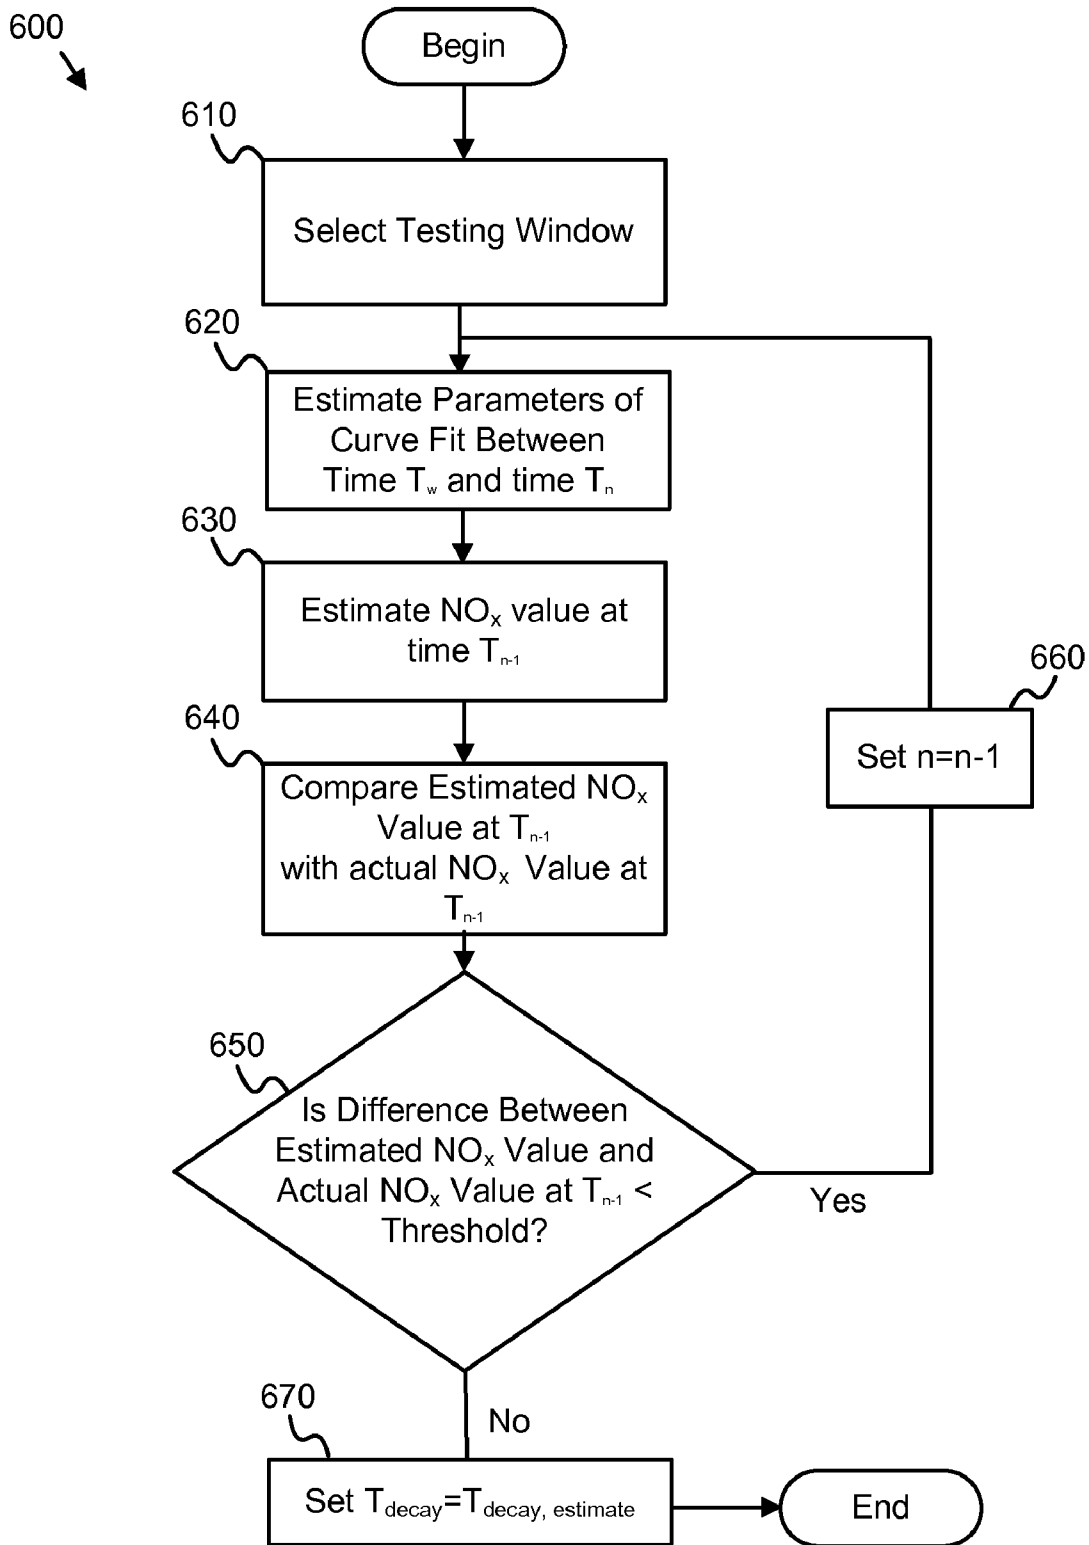 600
Begin
610
Select Testing Window
620
Estimate Parameters of
Curve Fit Between
Time Tw and time Tn
630
Estimate NOx value at
time Tn-1
640
Compare Estimated NOx
Value at Tn-1
with actual NOx Value at
Tn-1
650
Is Difference Between
Estimated NOx Value and
Actual NOx Value at Tn-1 <
Threshold?
Yes
660
Set n=n-1
No
670
Set Tdecay=Tdecay, estimate
End